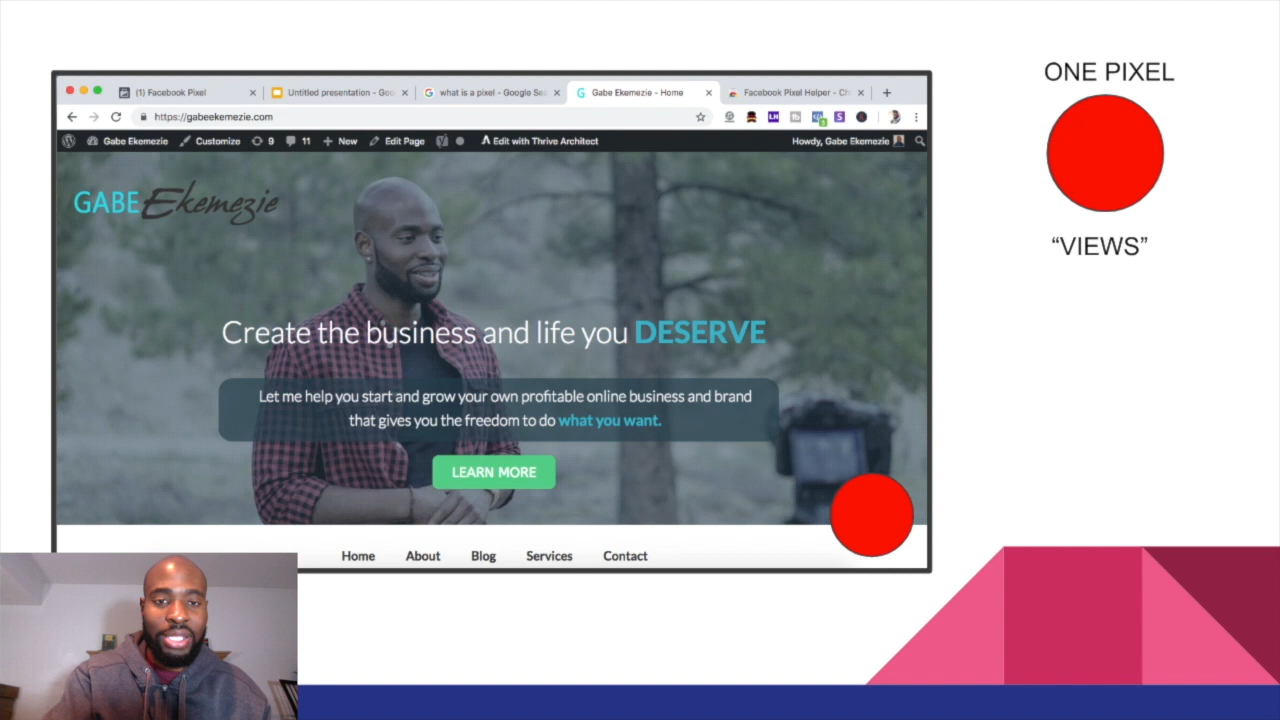 ONE PIXEL
(1) Facebook Pixel
Untitled presentation - Goo
what is a pixel - Google Sea
Gabe Ekemezie - Home
Facebook Pixel Helper - Ch
https://gabeekemezie.com
Gabe Ekemezie
Customize
9
11
New
Edit Page
Edit with Thrive Architect
Howdy, Gabe Ekemezie
GABE Ekemezie
"VIEWS"
Create the business and life you DESERVE
Let me help you start and grow your own profitable online business and brand
that gives you the freedom to do what you want.
LEARN MORE
Home About Blog Services Contact